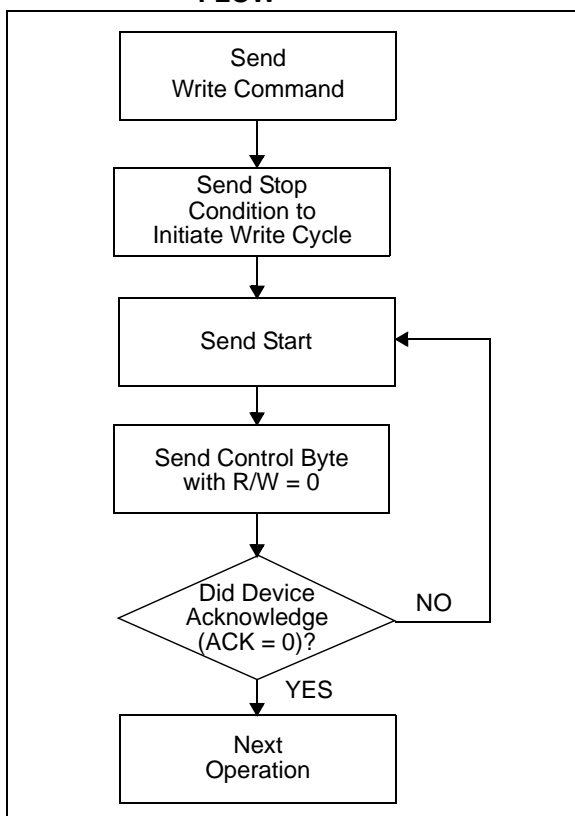 FLOW
Send
Write Command
Send Stop
Condition to
Initiate Write Cycle
Send Start
Send Control Byte
with R/W = 0
Did Device
Acknowledge
(ACK = 0)?
NO
YES
Next
Operation